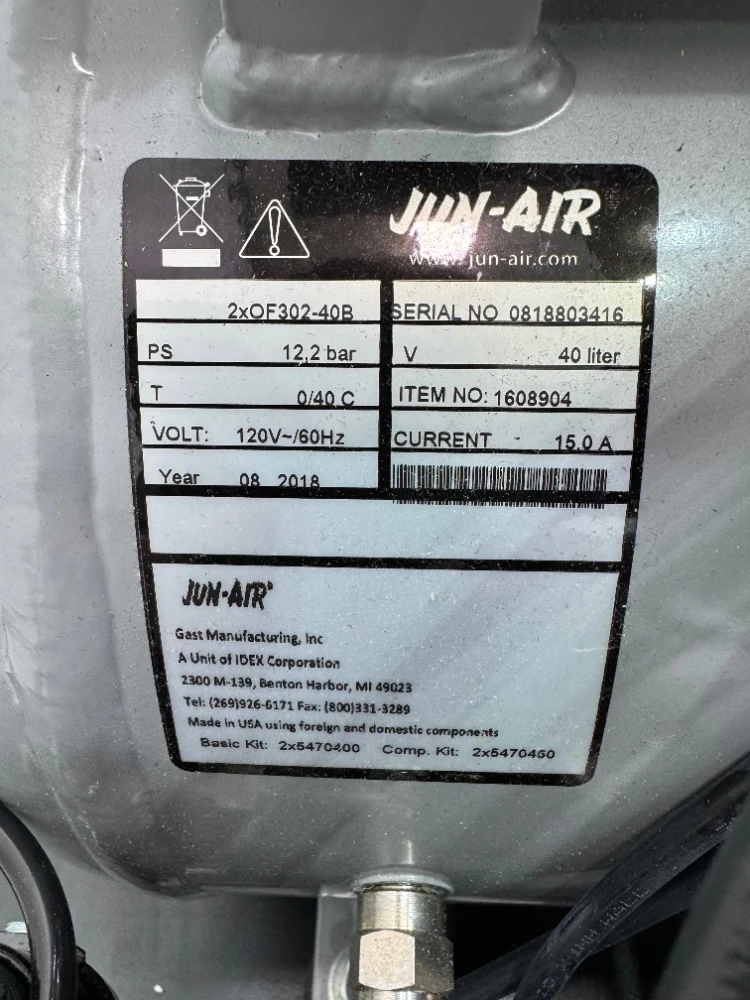 JUN-AIR
www.jun-air.com
2xOF302-40B SERIAL NO 0818803416
PS 12,2 bar V 40 liter
T 0/40 C ITEM NO: 1608904
VOLT: 120V~/60Hz CURRENT - 15.0 A
Year 08 2018
JUN-AIR®
Gast Manufacturing, Inc
A Unit of IDEX Corporation
2300 M-139, Benton Harbor, MI 49023
Tel: (269)926-6171 Fax: (800)331-3289
Made in USA using foreign and domestic components
Basic Kit: 2x5470400 Comp. Kit: 2x5470460